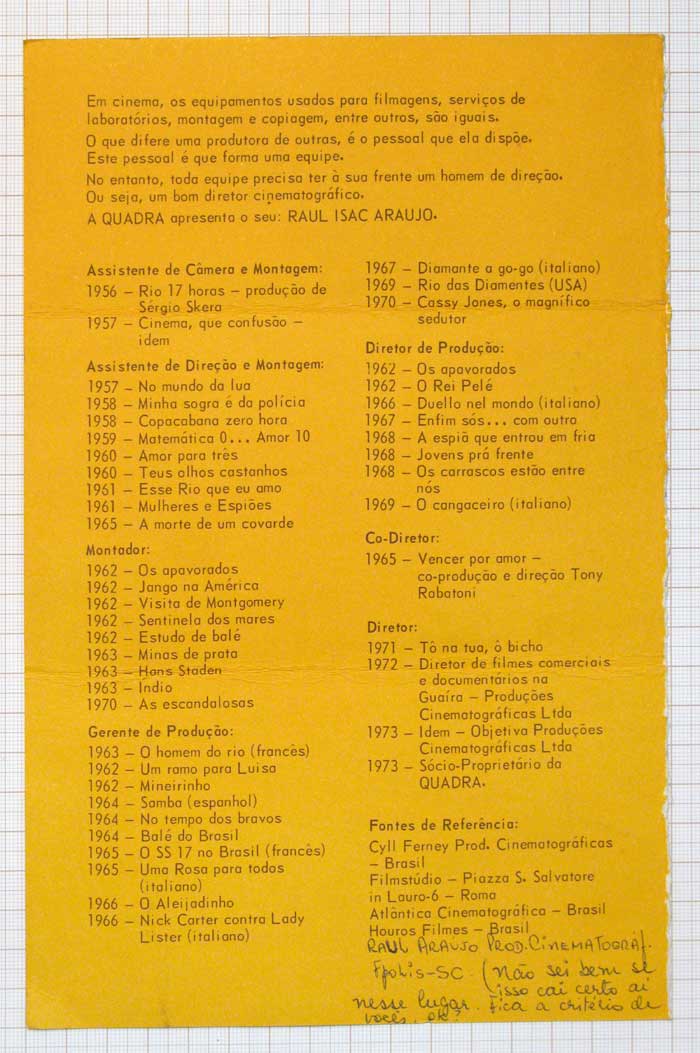 Em cinema, os equipamentos usados para filmagens, serviços de
laboratórios, montagem e copiagem, entre outros, são iguais.
O que difere uma produtora de outras, é o pessoal que ela dispõe.
Este pessoal é que forma uma equipe.
No entanto, toda equipe precisa ter à sua frente um homem de direção.
Ou seja, um bom diretor cinematográfico.
A QUADRA apresenta o seu: RAUL ISAC ARAUJO.
Assistente de Câmera e Montagem:
1956 – Rio 17 horas – produção de
Sérgio Skera
1957 – Cinema, que confusão –
idem
Assistente de Direção e Montagem:
1957 – No mundo da lua
1958 – Minha sogra é da polícia
1958 – Copacabana zero hora
1959 – Matemática 0... Amor 10
1960 – Amor para três
1960 – Teus olhos castanhos
1961 – Esse Rio que eu amo
1961 – Mulheres e Espiões
1965 – A morte de um covarde
Montador:
1962 – Os apavorados
1962 – Jango na América
1962 – Visita de Montgomery
1962 – Sentinela dos mares
1962 – Estudo de balé
1963 – Minas de prata
1963 – Hans Staden
1963 – Indio
1970 – As escandalosas
Gerente de Produção:
1963 – O homem do rio (francês)
1962 – Um ramo para Luisa
1962 – Mineirinho
1964 – Samba (espanhol)
1964 – No tempo dos bravos
1964 – Balé do Brasil
1965 – O SS 17 no Brasil (francês)
1965 – Uma Rosa para todos
(italiano)
1966 – O Aleijadinho
1966 – Nick Carter contra Lady
Lister (italiano)
1967 – Diamante a go-go (italiano)
1969 – Rio das Diamentes (USA)
1970 – Cassy Jones, o magnífico
sedutor
Diretor de Produção:
1962 – Os apavorados
1962 – O Rei Pelé
1966 – Duello nel mondo (italiano)
1967 – Enfim sós... com outro
1968 – A espiã que entrou em fria
1968 – Jovens prá frente
1968 – Os carrascos estão entre
nós
1969 – O cangaceiro (italiano)
Co-Diretor:
1965 – Vencer por amor –
co-produção e direção Tony
Rabatoni
Diretor:
1971 – Tô na tua, ô bicho
1972 – Diretor de filmes comerciais
e documentários na
Guaíra – Produções
Cinematográficas Ltda
1973 – Idem – Objetiva Produções
Cinematográficas Ltda
1973 – Sócio-Proprietário da
QUADRA.
Fontes de Referência:
Cyll Ferney Prod. Cinematográficas
– Brasil
Filmstúdio – Piazza S. Salvatore
in Lauro-6 – Roma
Atlântica Cinematográfica – Brasil
Houros Filmes – Brasil
RAUL ARAUJO PROD. CINEMATOGRÁF.
Fpolis-SC. (Não sei bem se
isso cai certo aí
nesse lugar. Fica a critério de
vocês, ok?